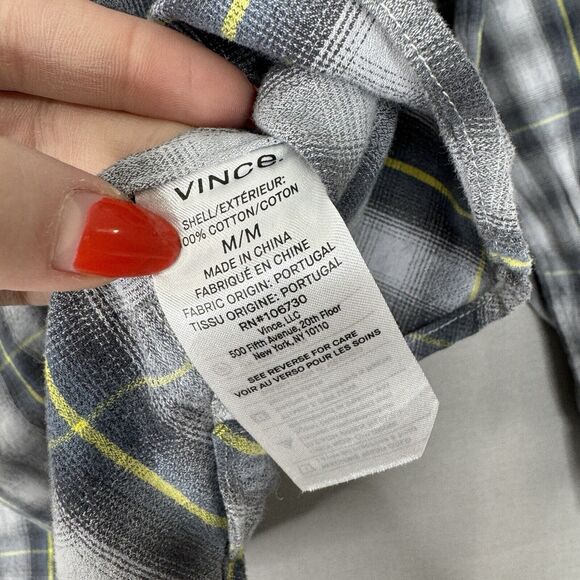 VINCE.
SHELL/EXTÉRIEUR:
00% COTTON/COTON
M/M
MADE IN CHINA
FABRIQUÉ EN CHINE
FABRIC ORIGIN: PORTUGAL
TISSU ORIGINE: PORTUGAL
RN#106730
Vince, LLC
500 Fifth Avenue, 20th Floor
New York, NY 10110
SEE REVERSE FOR CARE
VOIR AU VERSO POUR LES SOINS